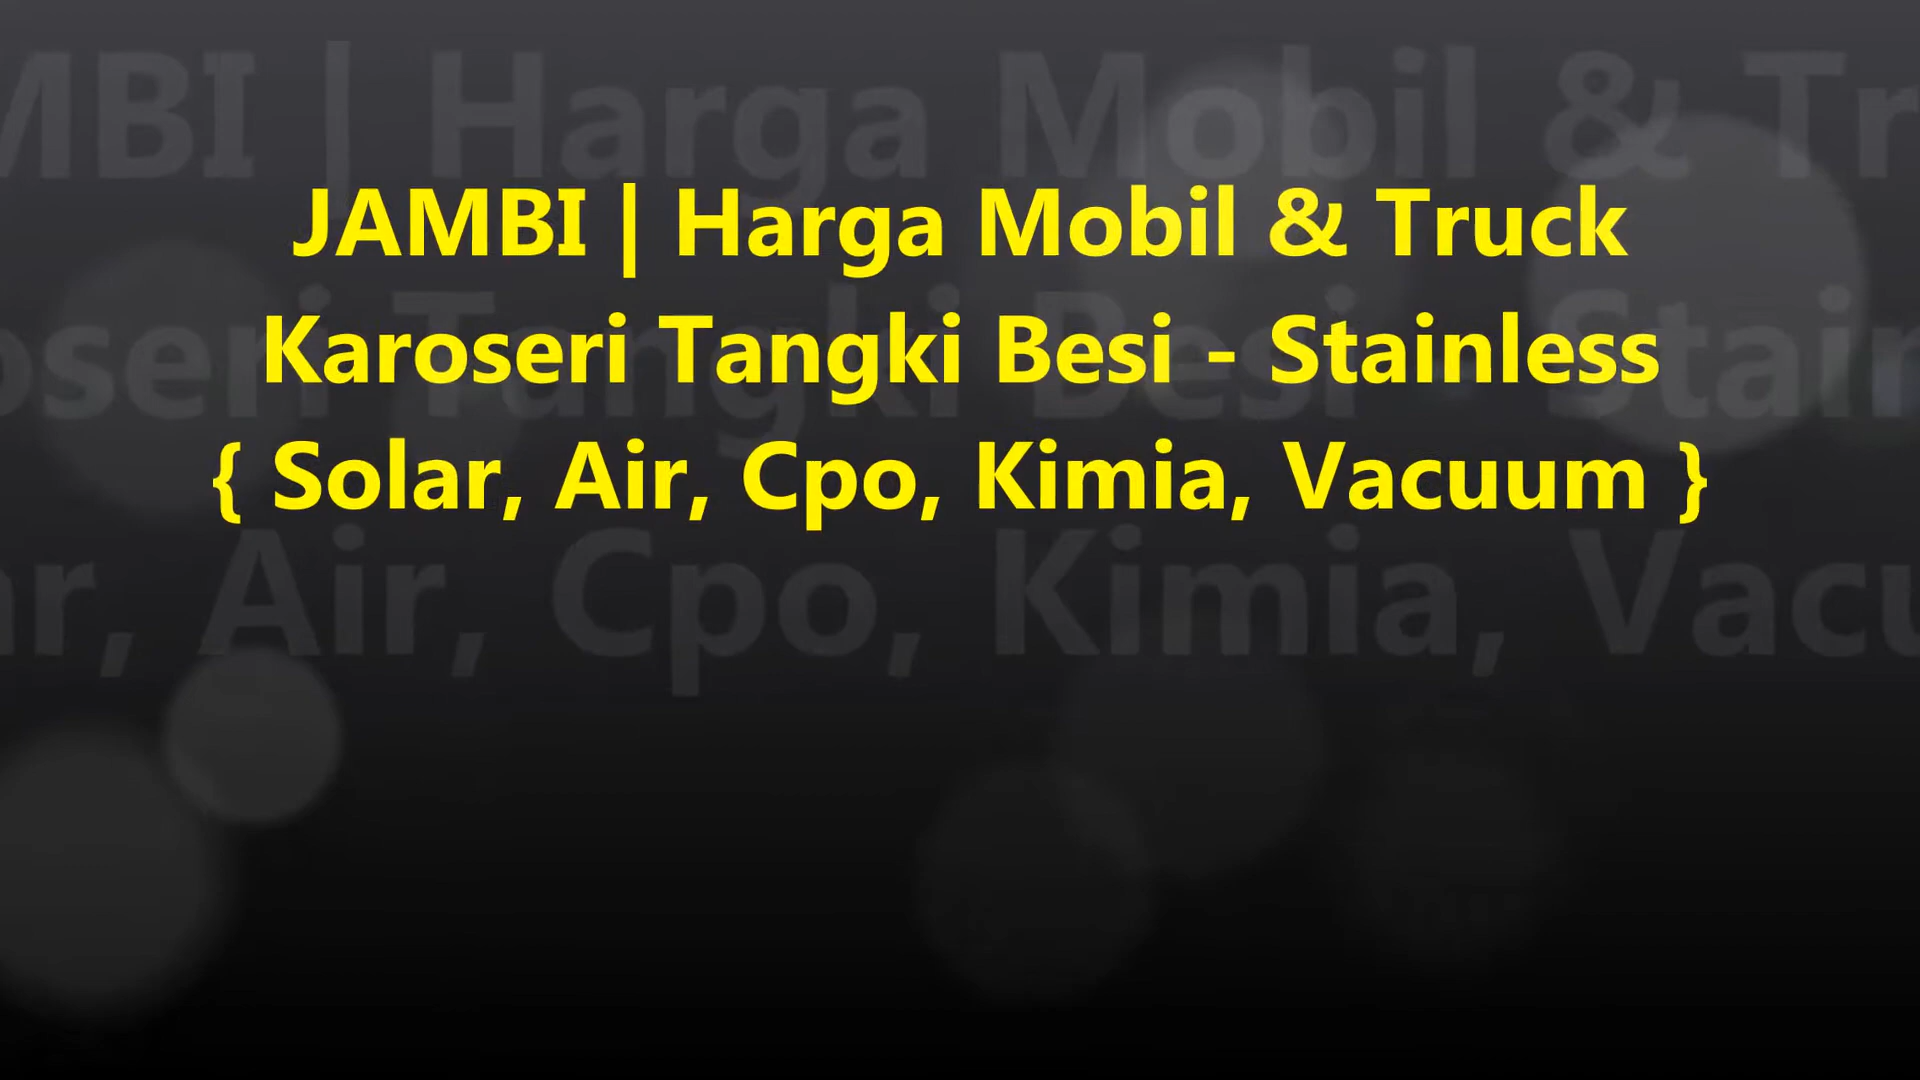 JAMBI | Harga Mobil & Truck
Karoseri Tangki Besi - Stainless
{ Solar, Air, Cpo, Kimia, Vacuum }